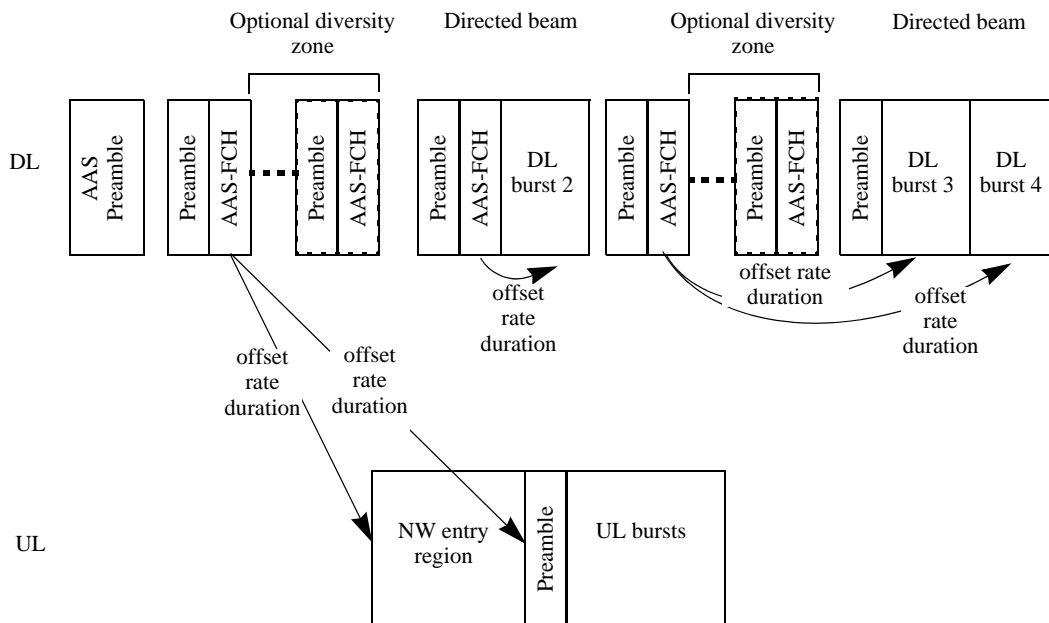 Optional diversity
zone
Directed beam
Optional diversity
zone
Directed beam
DL
AAS
Preamble
Preamble
AAS-FCH
Preamble
AAS-FCH
Preamble
AAS-FCH
DL
burst 2
Preamble
AAS-FCH
Preamble
AAS-FCH
Preamble
DL
burst 3
DL
burst 4
offset
rate
duration
offset rate
duration
offset
rate
duration
offset
rate
duration
offset
rate
duration
UL
NW entry
region
Preamble
UL bursts